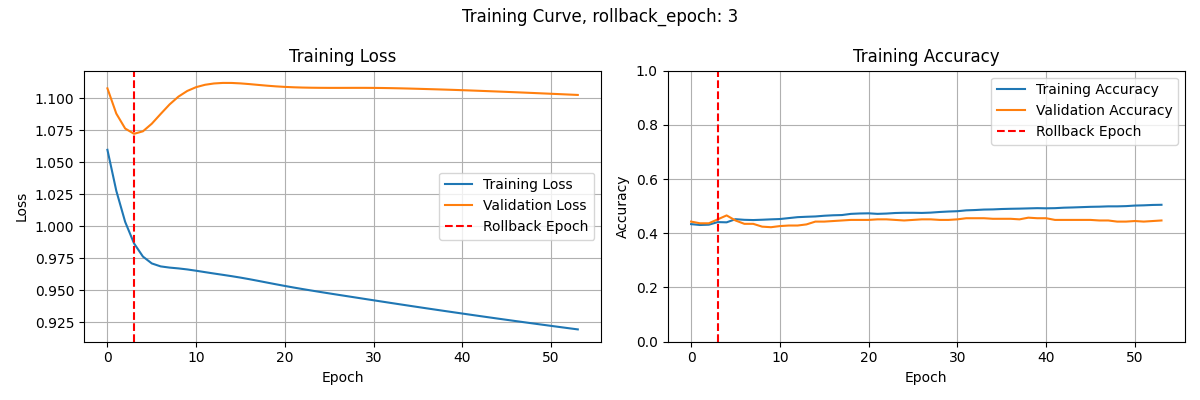 Training Curve, rollback_epoch: 3
Training Loss
1.100
1.075
1.050
1.025
1.000
0.975
0.950
0.925
0 10 20 30 40 50
Epoch
Loss
Training Loss
Validation Loss
Rollback Epoch
Training Accuracy
1.0
0.8
0.6
0.4
0.2
0.0
0 10 20 30 40 50
Epoch
Accuracy
Training Accuracy
Validation Accuracy
Rollback Epoch